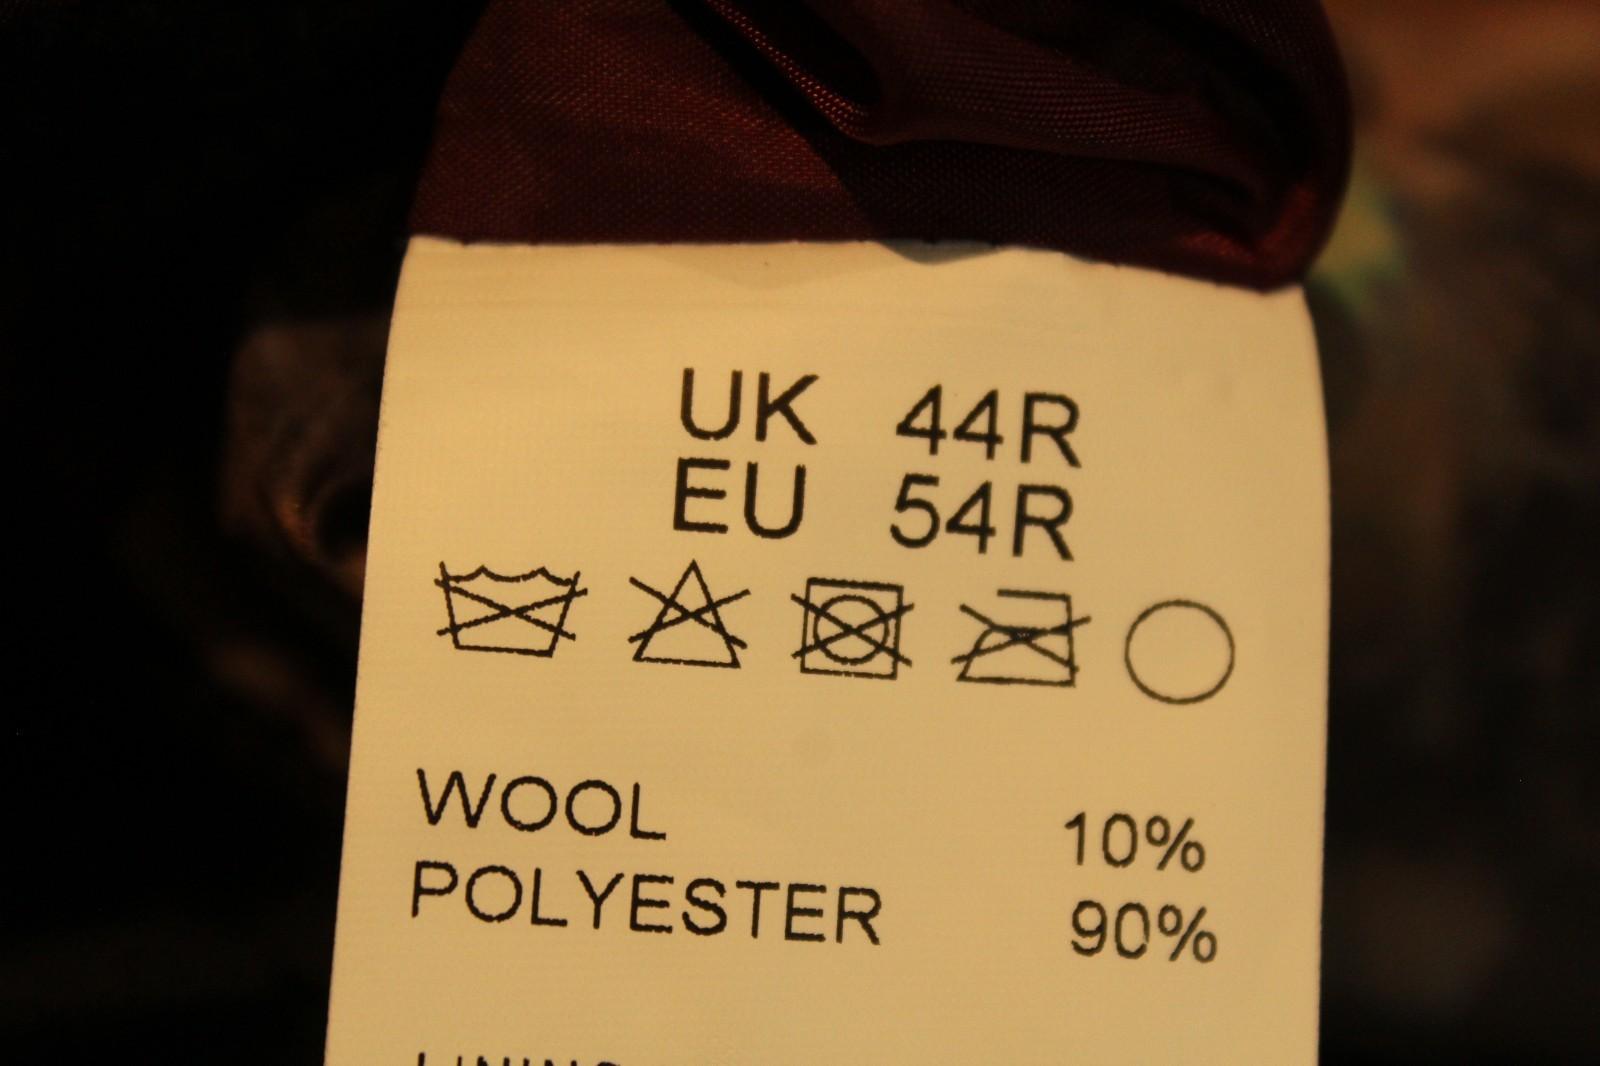 UK 44R
EU 54R
WOOL 10%
POLYESTER 90%